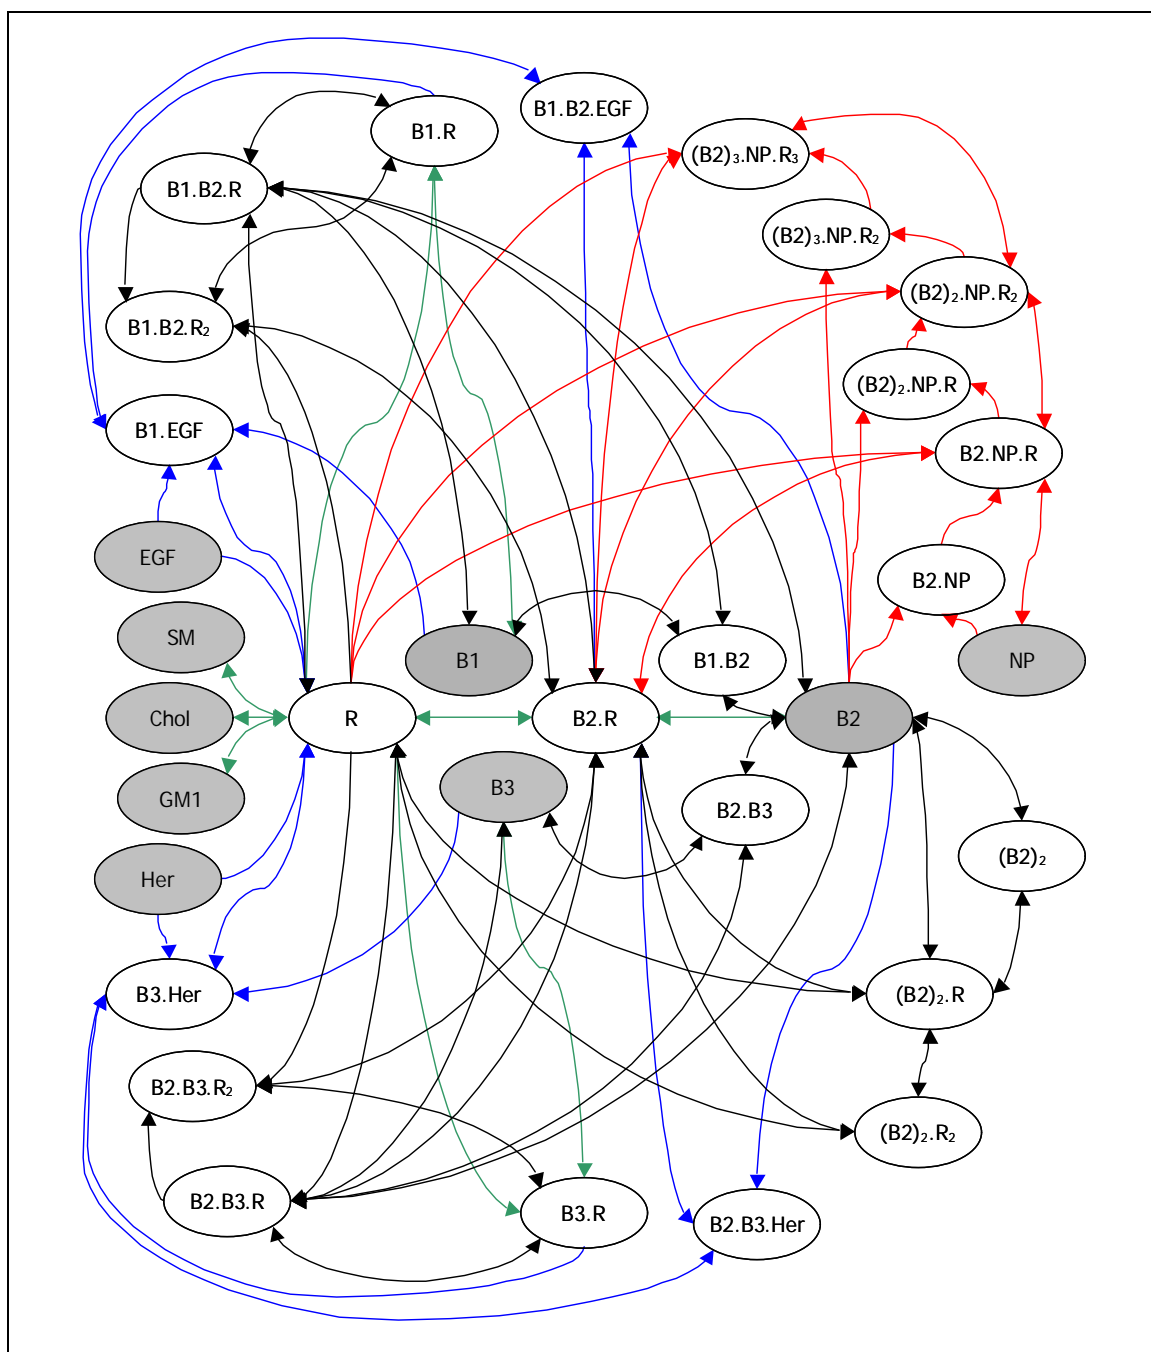 B1.B2.EGF
B1.R
(B2)₃.NP.R₃
B1.B2.R
(B2)₃.NP.R₂
(B2)₂.NP.R₂
B1.B2.R₂
(B2)₂.NP.R
B1.EGF
B2.NP.R
EGF
B2.NP
SM
B1
B1.B2
NP
Chol
R
B2.R
B2
GM1
B3
B2.B3
(B2)₂
Her
B3.Her
(B2)₂.R
B2.B3.R₂
(B2)₂.R₂
B2.B3.R
B3.R
B2.B3.Her